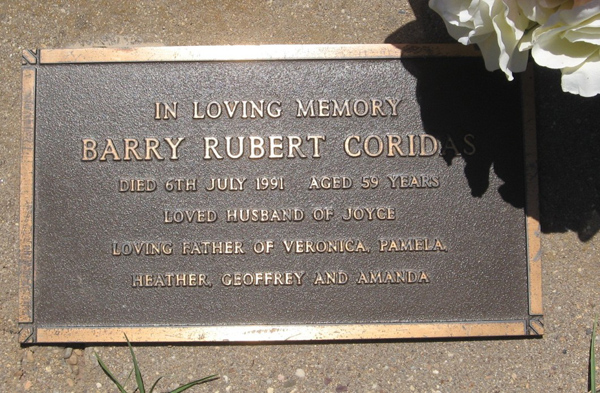 IN LOVING MEMORY
BARRY RUBERT CORIDAS
DIED 6TH JULY 1991 AGED 59 YEARS
LOVED HUSBAND OF JOYCE
LOVING FATHER OF VERONICA, PAMELA,
HEATHER, GEOFFREY AND AMANDA